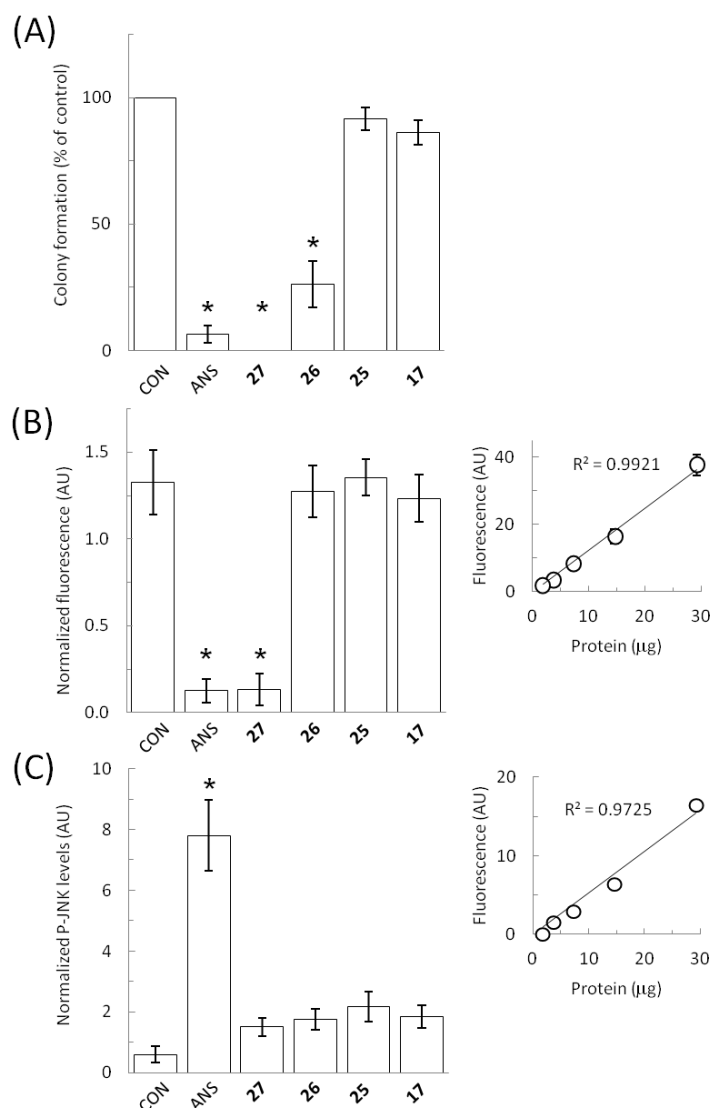 (A)
Colony formation (% of control)
100
50
0
*
*
*
CON
ANS
27
26
25
17
(B)
Normalized fluorescence (AU)
1.5
1.0
0.5
0.0
*
*
CON
ANS
27
26
25
17
Fluorescence (AU)
40
20
0
R² = 0.9921
0
10
20
30
Protein (µg)
(C)
Normalized P-JNK levels (AU)
10
8
6
4
2
0
*
CON
ANS
27
26
25
17
Fluorescence (AU)
20
10
0
R² = 0.9725
0
10
20
30
Protein (µg)